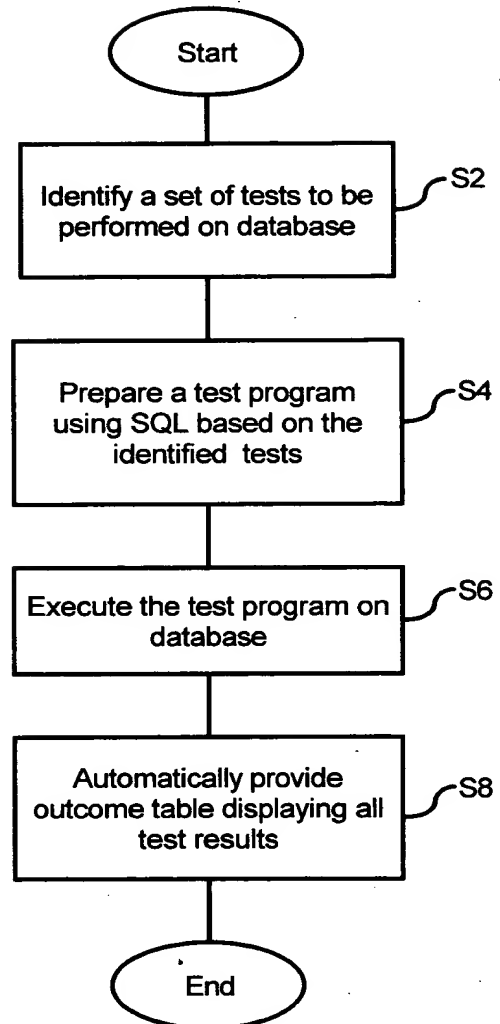 Start
Identify a set of tests to be
performed on database
S2
Prepare a test program
using SQL based on the
identified tests
S4
Execute the test program on
database
S6
Automatically provide
outcome table displaying all
test results
S8
End